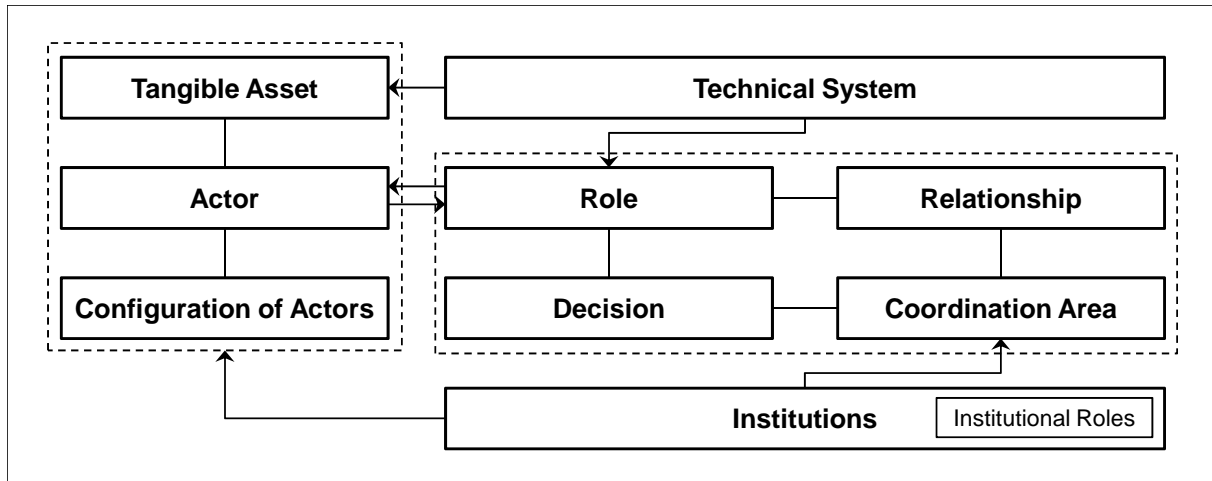 Tangible Asset
Technical System
Actor
Role
Relationship
Configuration of Actors
Decision
Coordination Area
Institutions
Institutional Roles